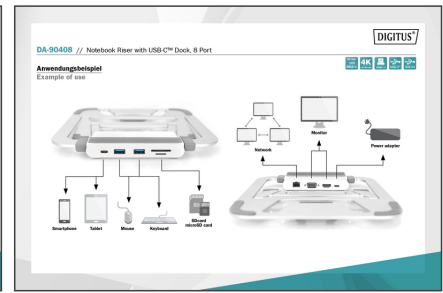 DIGITUS®
DA-90408 // Notebook Riser with USB-C™ Dock, 8 Port
4K
Anwendungsbeispiel
Example of use
Monitor
Network
Power adapter
Smartphone
Tablet
Mouse
Keyboard
SDcard
microSD card